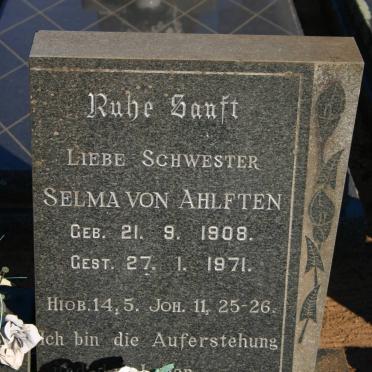 Ruhe Sanft
Liebe Schwester
Selma von Ahlften
Geb. 21. 9. 1908.
Gest. 27. 1. 1971.
Hiob. 14, 5. Joh. 11, 25-26.
Ich bin die Auferstehung